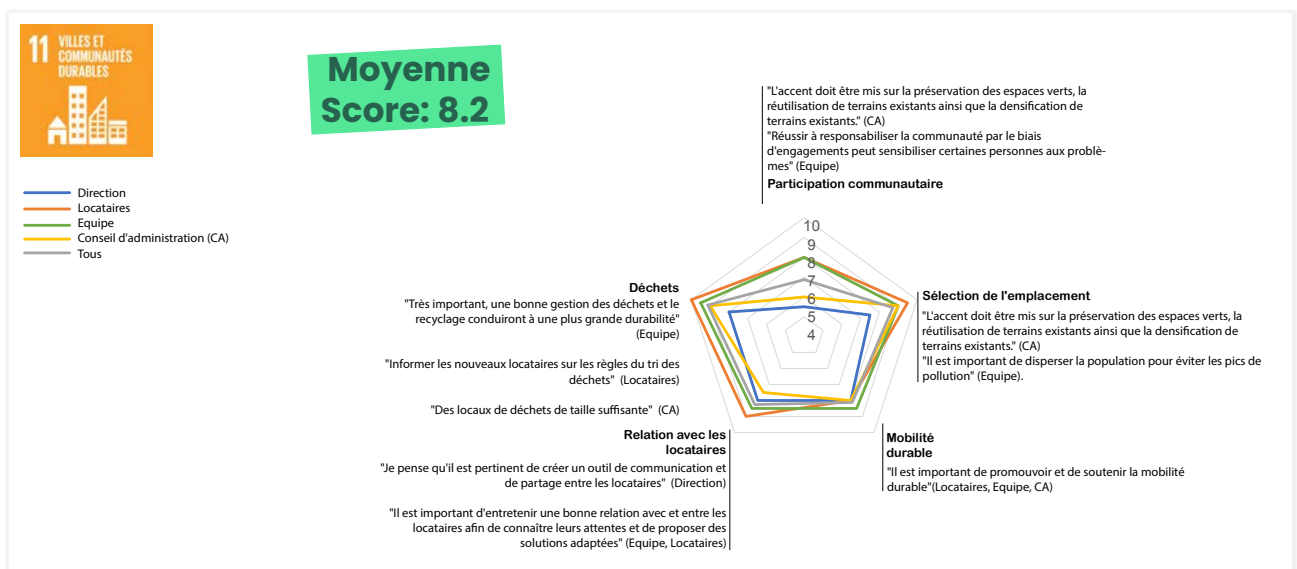 11 VILLES ET
COMMUNAUTÉS
DURABLES
Moyenne
Score: 8.2
Direction
Locataires
Equipe
Conseil d'administration (CA)
Tous
"L'accent doit être mis sur la préservation des espaces verts, la
réutilisation de terrains existants ainsi que la densification de
terrains existants." (CA)
"Réussir à responsabiliser la communauté par le biais
d'engagements peut sensibiliser certaines personnes aux problè-
mes" (Equipe)
Participation communautaire
10
9
8
7
6
5
4
Déchets
"Très important, une bonne gestion des déchets et le
recyclage conduiront à une plus grande durabilité"
(Equipe)
"Informer les nouveaux locataires sur les règles du tri des
déchets" (Locataires)
"Des locaux de déchets de taille suffisante" (CA)
Sélection de l'emplacement
"L'accent doit être mis sur la préservation des espaces verts, la
réutilisation de terrains existants ainsi que la densification de
terrains existants." (CA)
"Il est important de disperser la population pour éviter les pics de
pollution" (Equipe).
Relation avec les
locataires
"Je pense qu'il est pertinent de créer un outil de communication et
de partage entre les locataires" (Direction)
"Il est important d'entretenir une bonne relation avec et entre les
locataires afin de connaître leurs attentes et de proposer des
solutions adaptées" (Equipe, Locataires)
Mobilité
durable
"Il est important de promouvoir et de soutenir la mobilité
durable"(Locataires, Equipe, CA)